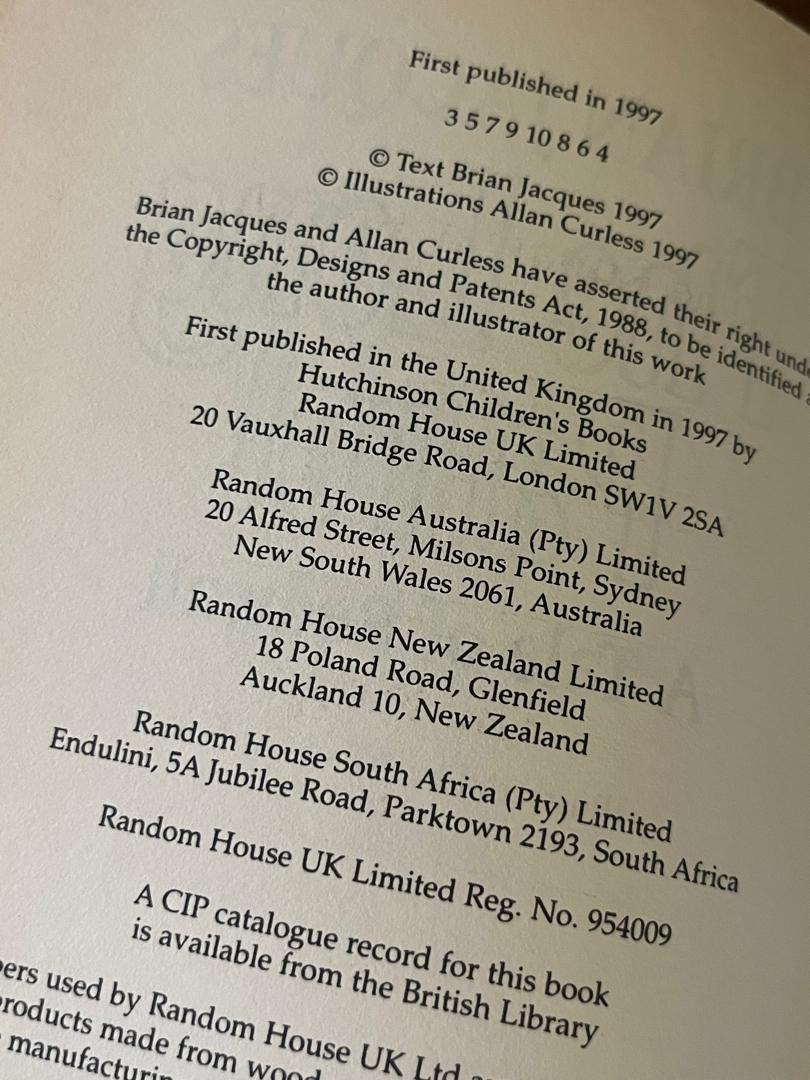 First published in 1997
3 5 7 9 10 8 6 4
© Text Brian Jacques 1997
© Illustrations Allan Curless 1997
Brian Jacques and Allan Curless have asserted their right
the Copyright, Designs and Patents Act, 1988, to be identified
the author and illustrator of this work
First published in the United Kingdom in 1997 by
Hutchinson Children's Books
Random House UK Limited
20 Vauxhall Bridge Road, London SW1V 2SA
Random House Australia (Pty) Limited
20 Alfred Street, Milsons Point, Sydney
New South Wales 2061, Australia
Random House New Zealand Limited
18 Poland Road, Glenfield
Auckland 10, New Zealand
Random House South Africa (Pty) Limited
Endulini, 5A Jubilee Road, Parktown 2193, South Africa
Random House UK Limited Reg. No. 954009
A CIP catalogue record for this book
is available from the British Library
used by Random House UK Ltd
made from wood